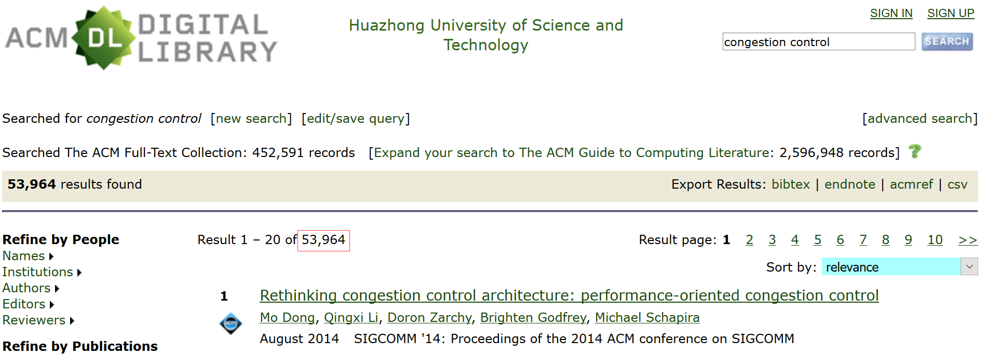 ACM DL DIGITAL LIBRARY
Huazhong University of Science and
Technology
SIGN IN SIGN UP
congestion control SEARCH
Searched for congestion control [new search] [edit/save query] [advanced search]
Searched The ACM Full-Text Collection: 452,591 records [Expand your search to The ACM Guide to Computing Literature: 2,596,948 records] ?
53,964 results found Export Results: bibtex | endnote | acmref | csv
Refine by People
Names
Institutions
Authors
Editors
Reviewers
Refine by Publications
Result 1 – 20 of 53,964
Result page: 1 2 3 4 5 6 7 8 9 10 >>
Sort by: relevance
1 Rethinking congestion control architecture: performance-oriented congestion control
acm
Mo Dong, Qingxi Li, Doron Zarchy, Brighten Godfrey, Michael Schapira
August 2014 SIGCOMM '14: Proceedings of the 2014 ACM conference on SIGCOMM